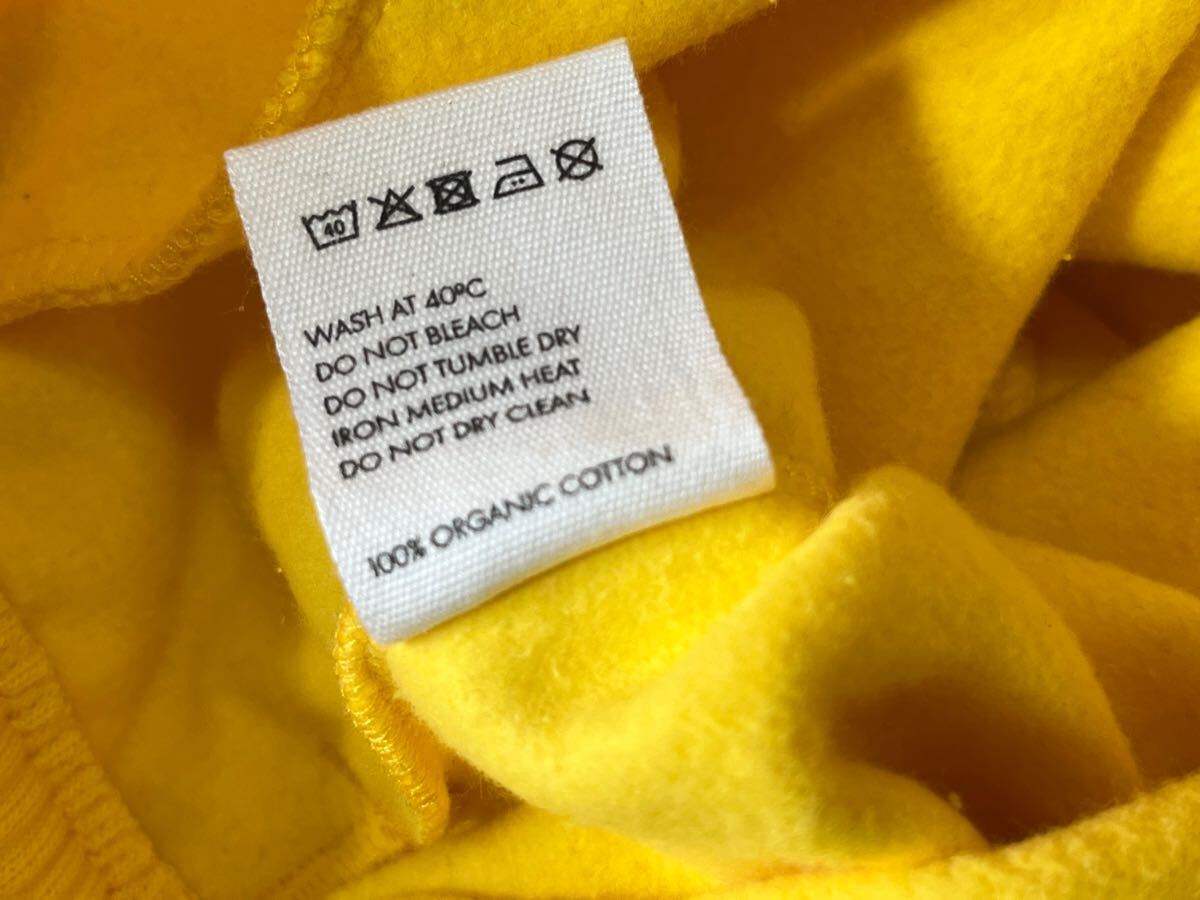 40
WASH AT 40ºC
DO NOT BLEACH
DO NOT TUMBLE DRY
IRON MEDIUM HEAT
DO NOT DRY CLEAN
100% ORGANIC COTTON